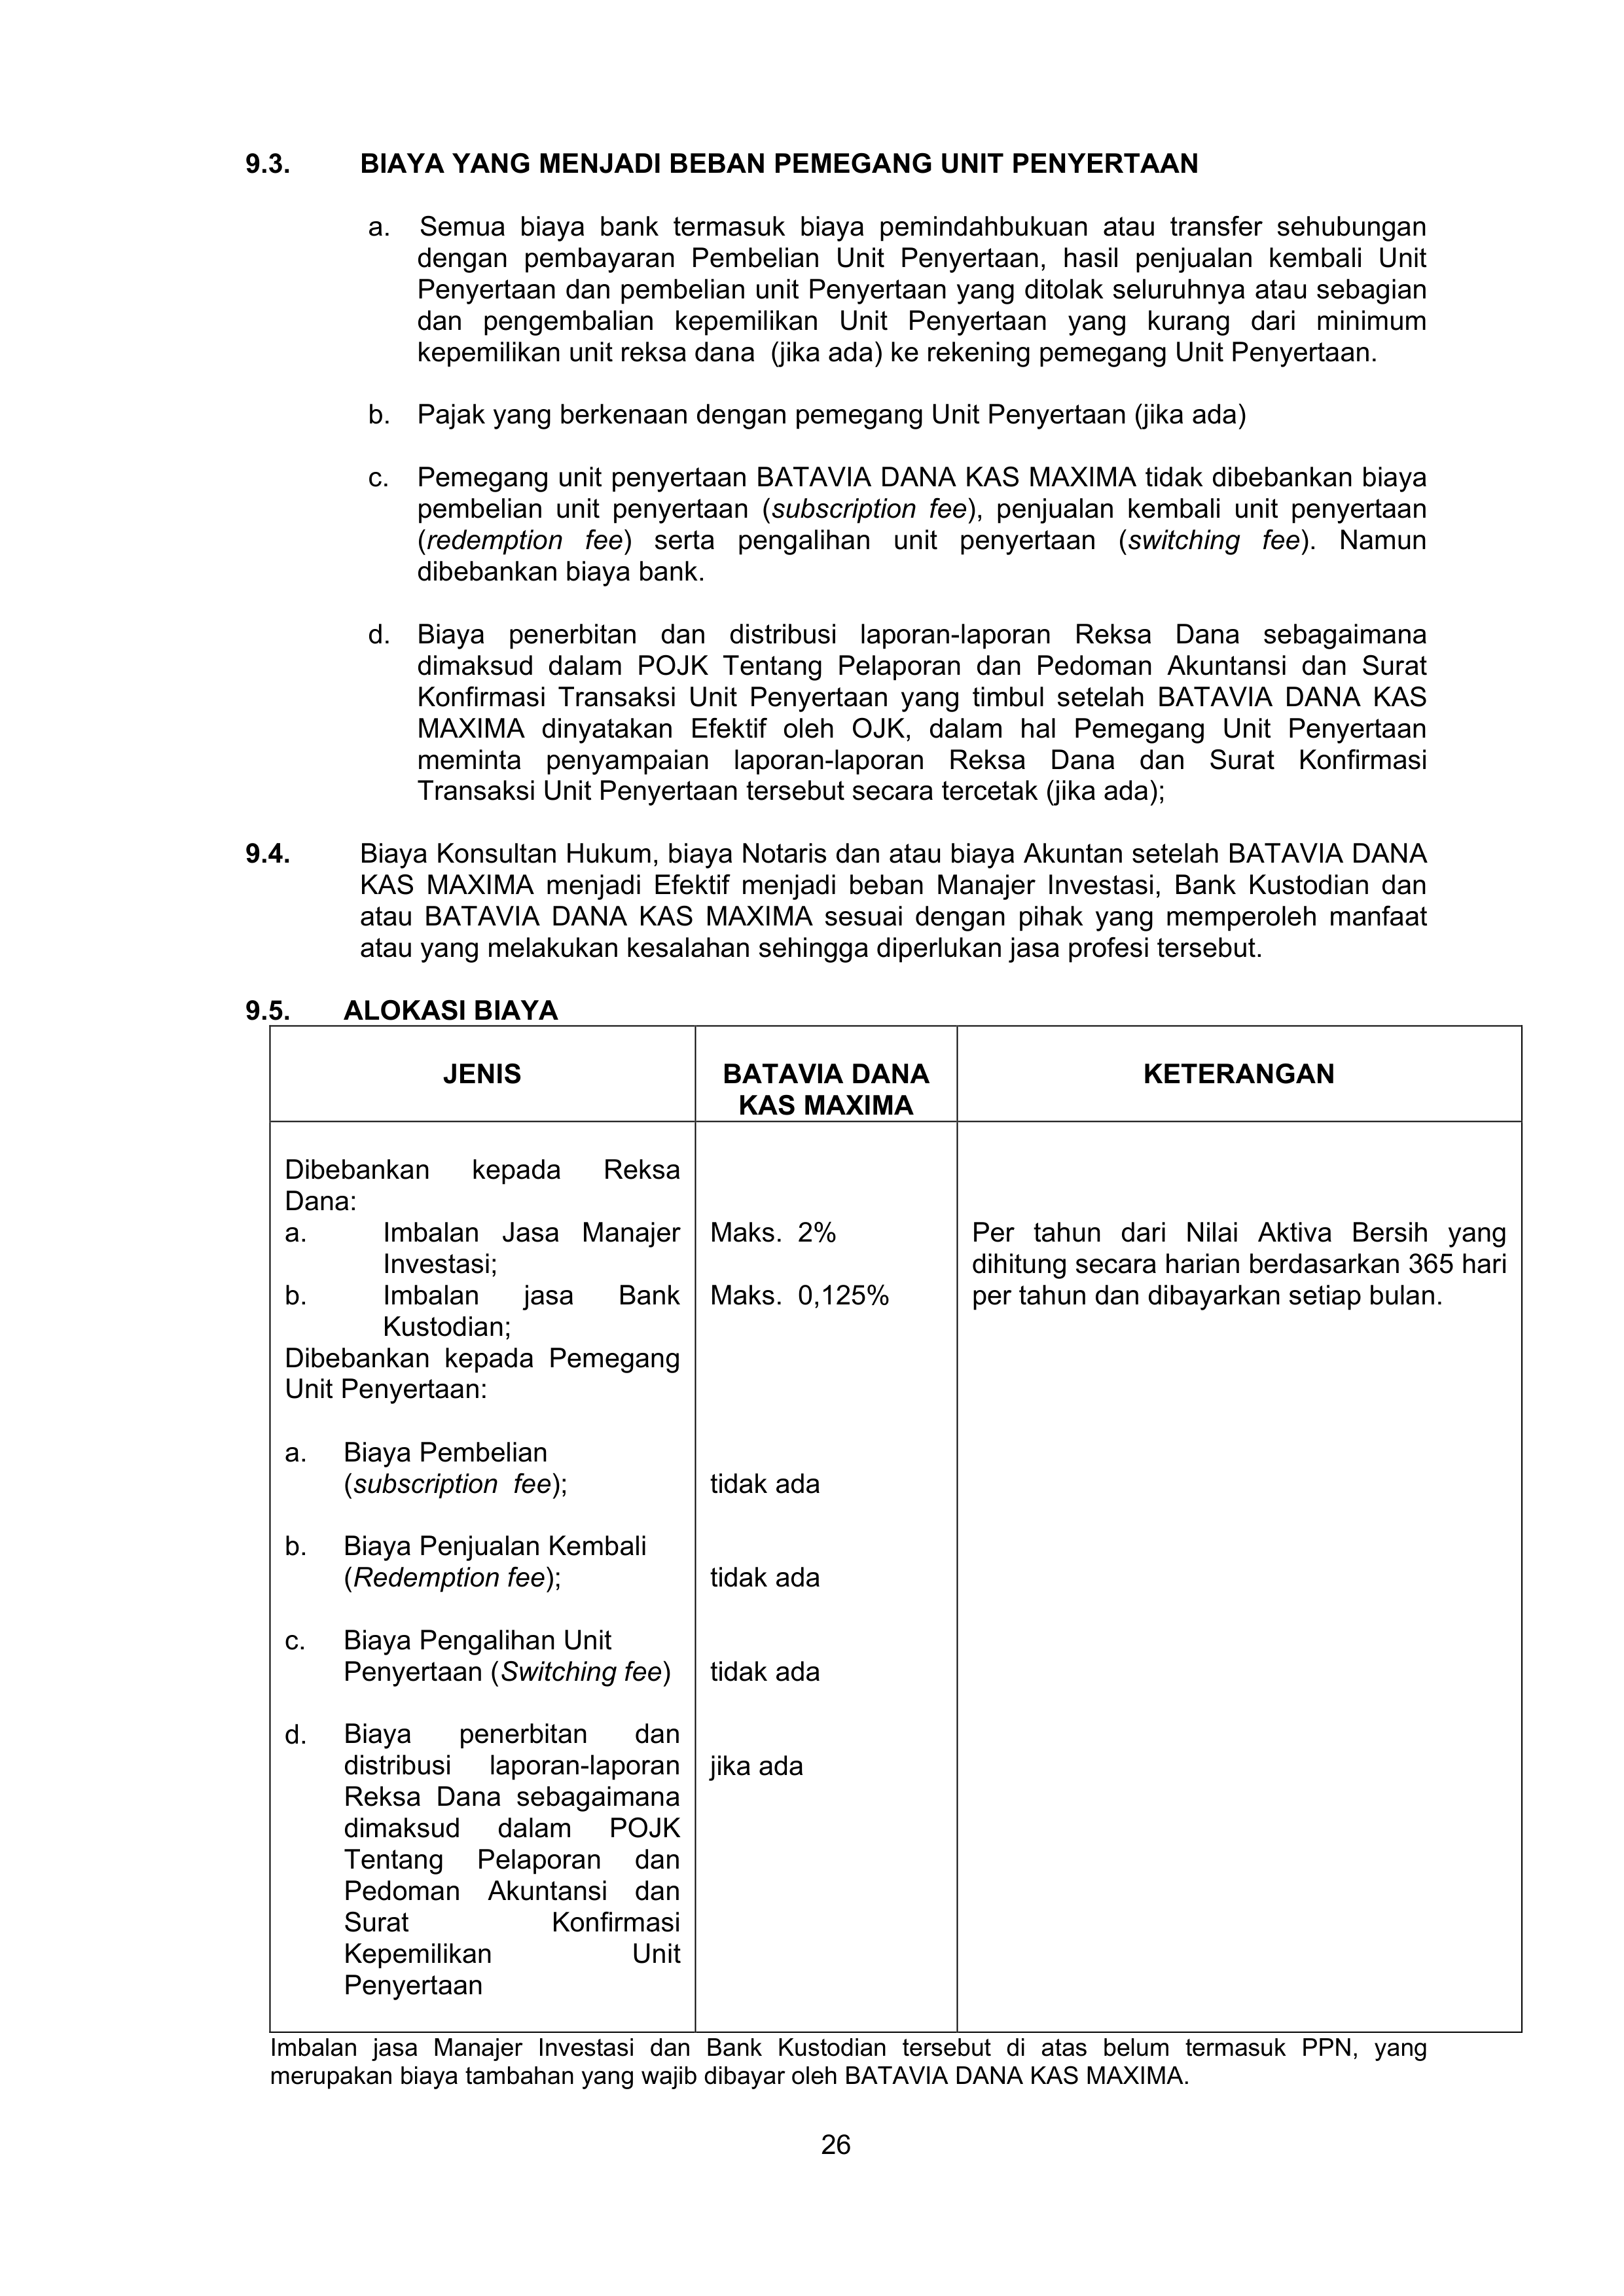 9.3. BIAYA YANG MENJADI BEBAN PEMEGANG UNIT PENYERTAAN
a. Semua biaya bank termasuk biaya pemindahbukuan atau transfer sehubungan
dengan pembayaran Pembelian Unit Penyertaan, hasil penjualan kembali Unit
Penyertaan dan pembelian unit Penyertaan yang ditolak seluruhnya atau sebagian
dan pengembalian kepemilikan Unit Penyertaan yang kurang dari minimum
kepemilikan unit reksa dana (jika ada) ke rekening pemegang Unit Penyertaan.
b. Pajak yang berkenaan dengan pemegang Unit Penyertaan (jika ada)
c. Pemegang unit penyertaan BATAVIA DANA KAS MAXIMA tidak dibebankan biaya
pembelian unit penyertaan (subscription fee), penjualan kembali unit penyertaan
(redemption fee) serta pengalihan unit penyertaan (switching fee). Namun
dibebankan biaya bank.
d. Biaya penerbitan dan distribusi laporan-laporan Reksa Dana sebagaimana
dimaksud dalam POJK Tentang Pelaporan dan Pedoman Akuntansi dan Surat
Konfirmasi Transaksi Unit Penyertaan yang timbul setelah BATAVIA DANA KAS
MAXIMA dinyatakan Efektif oleh OJK, dalam hal Pemegang Unit Penyertaan
meminta penyampaian laporan-laporan Reksa Dana dan Surat Konfirmasi
Transaksi Unit Penyertaan tersebut secara tercetak (jika ada);
9.4. Biaya Konsultan Hukum, biaya Notaris dan atau biaya Akuntan setelah BATAVIA DANA
KAS MAXIMA menjadi Efektif menjadi beban Manajer Investasi, Bank Kustodian dan
atau BATAVIA DANA KAS MAXIMA sesuai dengan pihak yang memperoleh manfaat
atau yang melakukan kesalahan sehingga diperlukan jasa profesi tersebut.
9.5. ALOKASI BIAYA
JENIS BATAVIA DANA KETERANGAN
KAS MAXIMA
Dibebankan kepada Reksa
Dana:
a. Imbalan Jasa Manajer Maks. 2% Per tahun dari Nilai Aktiva Bersih yang
Investasi; dihitung secara harian berdasarkan 365 hari
b. Imbalan jasa Bank Maks. 0,125% per tahun dan dibayarkan setiap bulan.
Kustodian;
Dibebankan kepada Pemegang
Unit Penyertaan:
a. Biaya Pembelian
(subscription fee); tidak ada
b. Biaya Penjualan Kembali
(Redemption fee); tidak ada
c. Biaya Pengalihan Unit
Penyertaan (Switching fee) tidak ada
d. Biaya penerbitan dan
distribusi laporan-laporan jika ada
Reksa Dana sebagaimana
dimaksud dalam POJK
Tentang Pelaporan dan
Pedoman Akuntansi dan
Surat Konfirmasi
Kepemilikan Unit
Penyertaan
Imbalan jasa Manajer Investasi dan Bank Kustodian tersebut di atas belum termasuk PPN, yang
merupakan biaya tambahan yang wajib dibayar oleh BATAVIA DANA KAS MAXIMA.
26